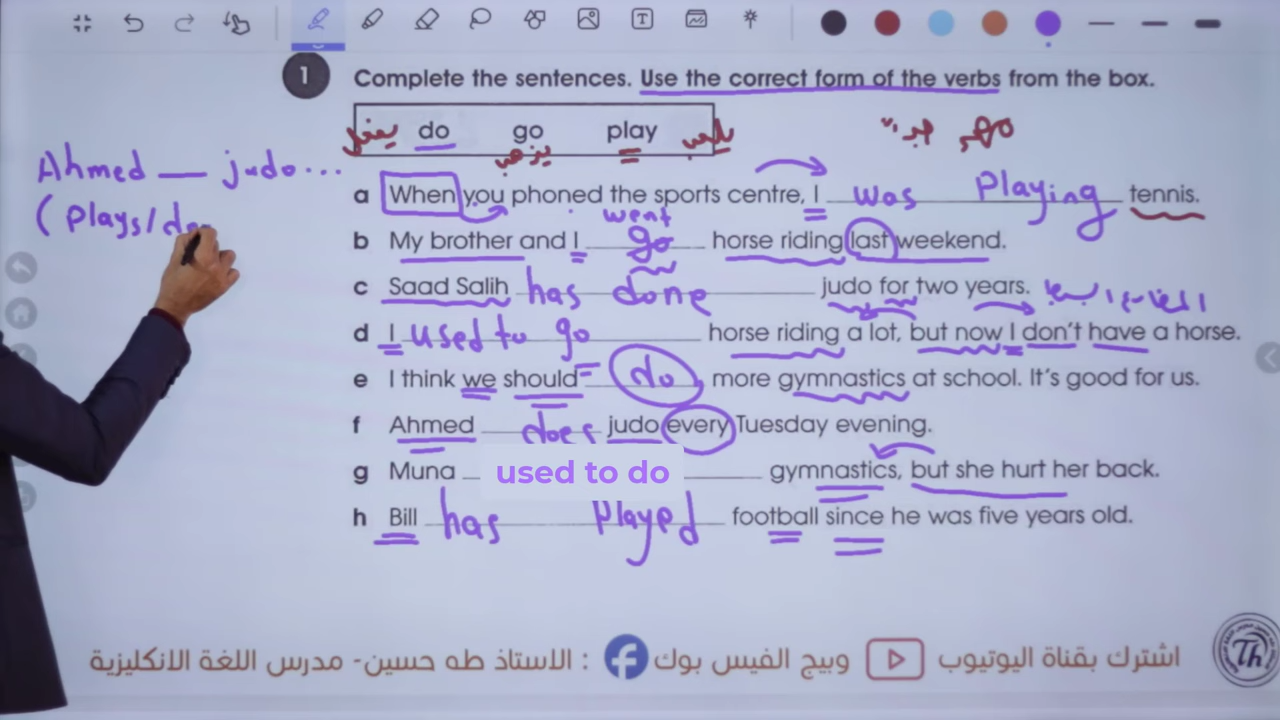 1 Complete the sentences. Use the correct form of the verbs from the box.
يفعل do go play يلعب
يذهب
Ahmed __ judo...
(plays/do
a When you phoned the sports centre, I was playing tennis.
went
b My brother and I go horse riding last weekend.
c Saad Salih has done judo for two years.
d I used to go horse riding a lot, but now I don't have a horse.
e I think we should do more gymnastics at school. It's good for us.
f Ahmed does judo every Tuesday evening.
g Muna used to do gymnastics, but she hurt her back.
h Bill has played football since he was five years old.
اشترك بقناة اليوتيوب وبيج الفيس بوك : الاستاذ طه حسين- مدرس اللغة الانكليزية
Th